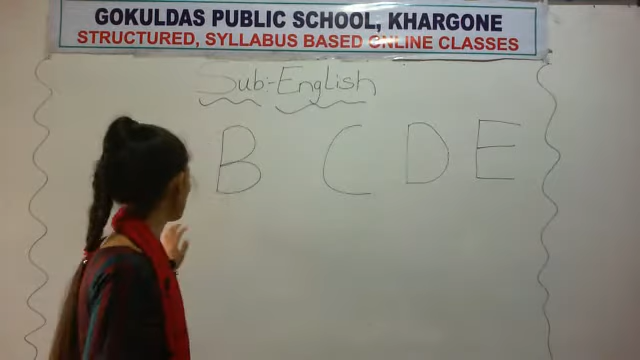 GOKULDAS PUBLIC SCHOOL, KHARGONE
STRUCTURED, SYLLABUS BASED ONLINE CLASSES
Sub:- English
B C D E